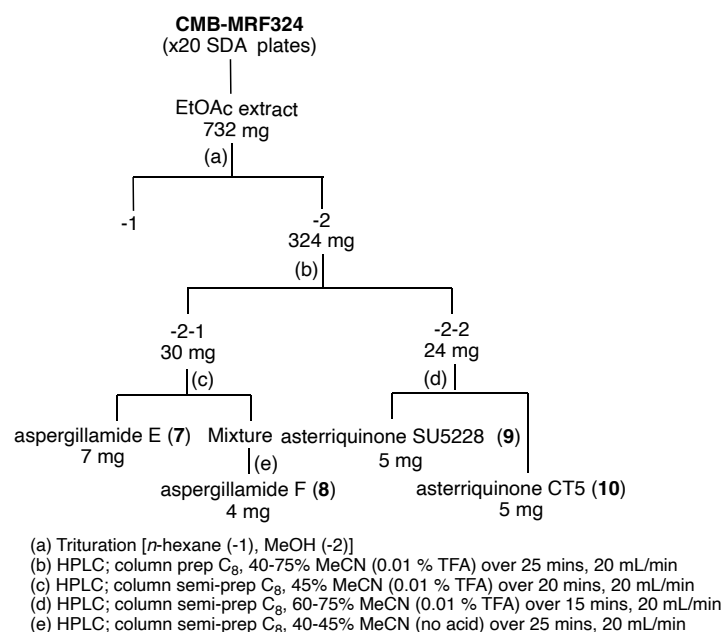 CMB-MRF324
(x20 SDA plates)
EtOAc extract
732 mg
(a)
-1
-2
324 mg
(b)
-2-1
30 mg
-2-2
24 mg
(c)
(d)
aspergillamide E (7)
7 mg
Mixture
(e)
aspergillamide F (8)
4 mg
asterriquinone SU5228 (9)
5 mg
asterriquinone CT5 (10)
5 mg
(a) Trituration [n-hexane (-1), MeOH (-2)]
(b) HPLC; column prep C8, 40-75% MeCN (0.01 % TFA) over 25 mins, 20 mL/min
(c) HPLC; column semi-prep C8, 45% MeCN (0.01 % TFA) over 20 mins, 20 mL/min
(d) HPLC; column semi-prep C8, 60-75% MeCN (0.01 % TFA) over 15 mins, 20 mL/min
(e) HPLC; column semi-prep C8, 40-45% MeCN (no acid) over 25 mins, 20 mL/min